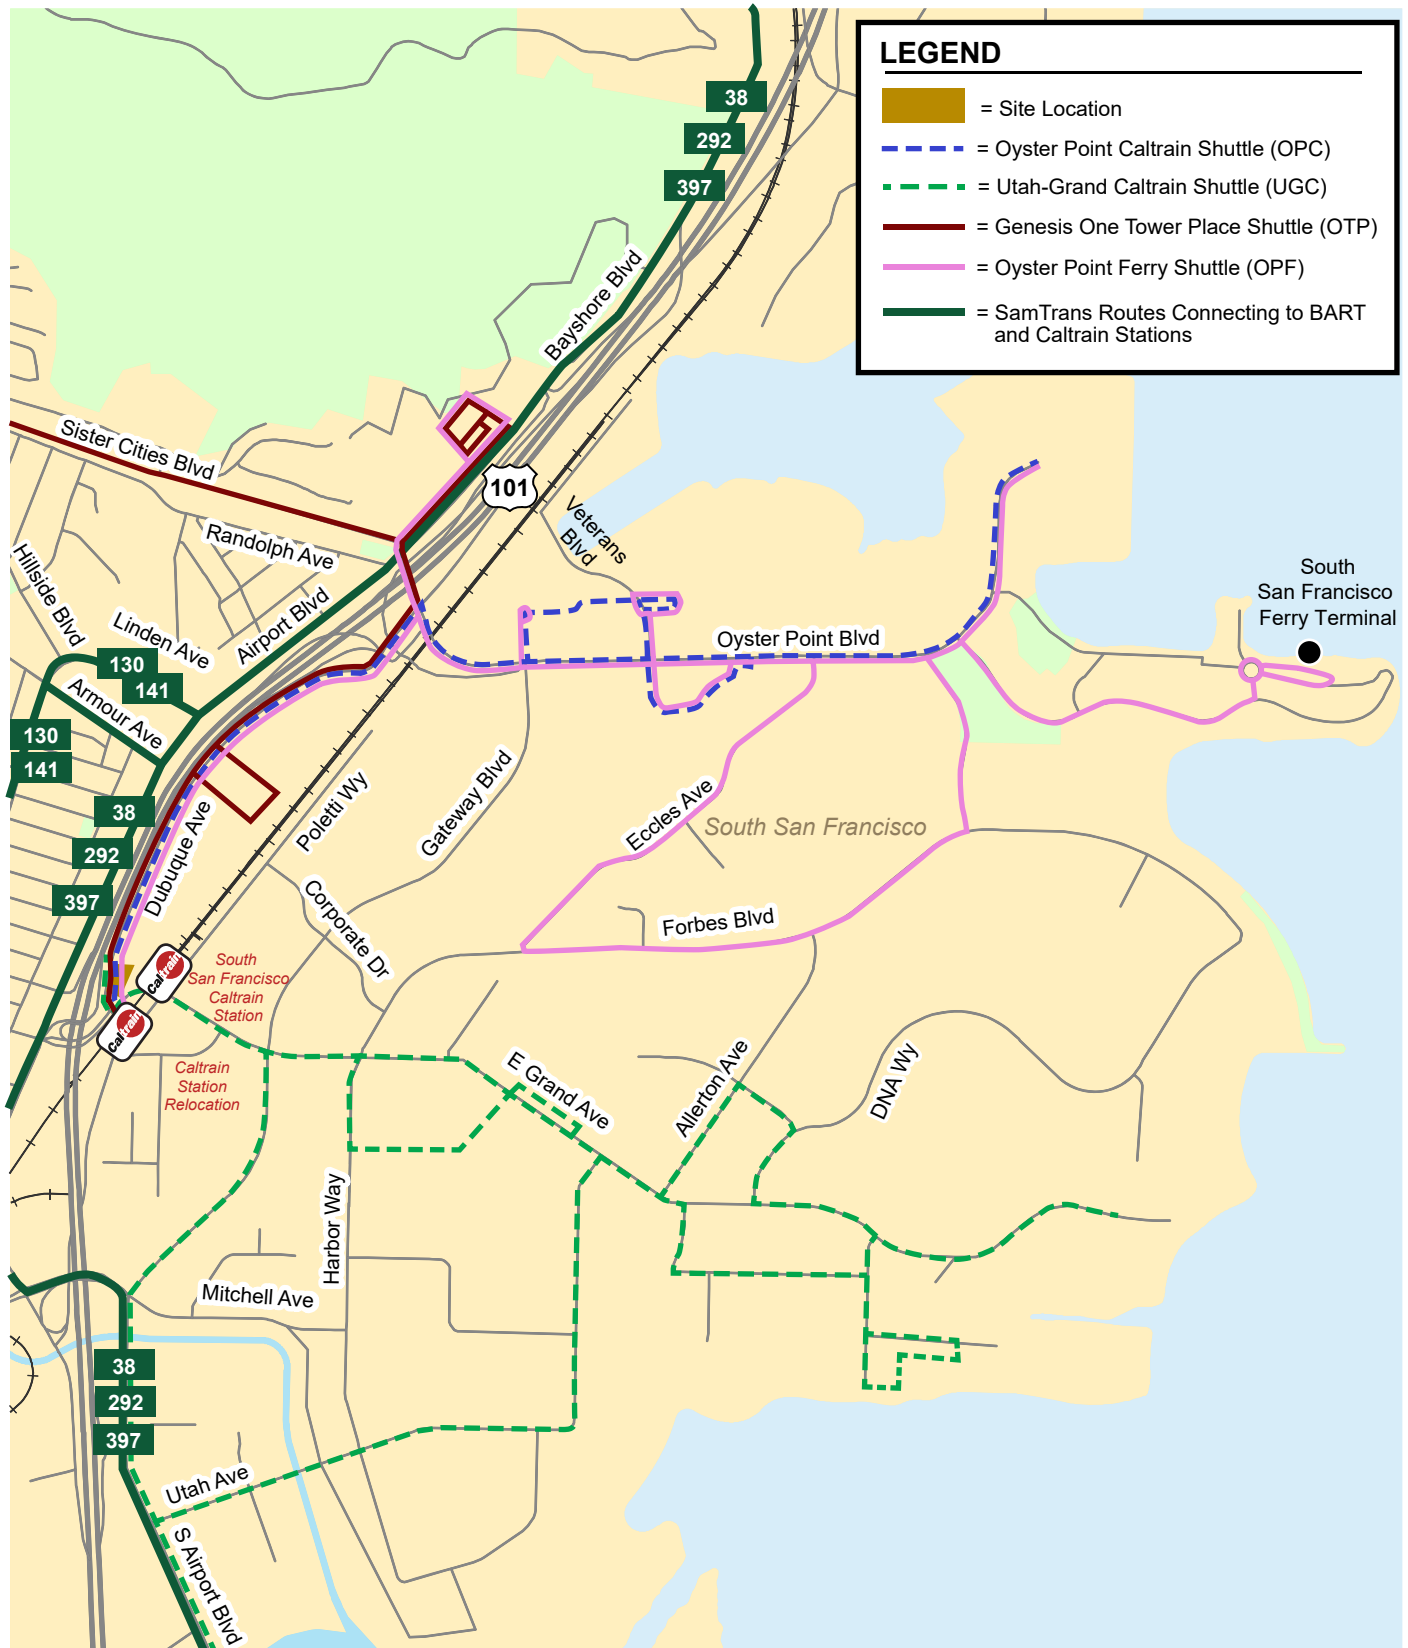 LEGEND
= Site Location
= Oyster Point Caltrain Shuttle (OPC)
= Utah-Grand Caltrain Shuttle (UGC)
= Genesis One Tower Place Shuttle (OTP)
= Oyster Point Ferry Shuttle (OPF)
= SamTrans Routes Connecting to BART
and Caltrain Stations
38
292
397
Bayshore Blvd
Sister Cities Blvd
101
Veterans
Blvd
Randolph Ave
Hillside Blvd
Linden Ave
Airport Blvd
South
San Francisco
Ferry Terminal
Oyster Point Blvd
130
141
Armour Ave
130
141
38
292
397
Dubuque Ave
Poletti Wy
Gateway Blvd
Eccles Ave
South San Francisco
Corporate Dr
Forbes Blvd
Caltrain
South
San Francisco
Caltrain
Station
Caltrain
Caltrain
Station
Relocation
E Grand Ave
Allerton Ave
DNA Wy
Harbor Way
Mitchell Ave
38
292
397
Utah Ave
S Airport Blvd